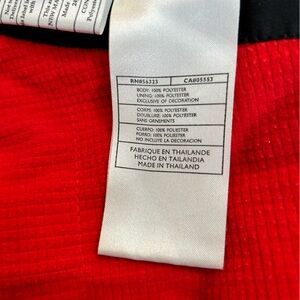 RN#56323 CA#05553
BODY: 100% POLYESTER
LINING: 100% POLYESTER
EXCLUSIVE OF DECORATION
CORPS: 100% POLYESTER
DOUBLURE: 100% POLYESTER
SANS ORNEMENTS
CUERPO: 100% POLIESTER
FORRO: 100% POLIESTER
NO INCLUYE LA DECORACION
FABRIQUE EN THAILANDE
HECHO EN TAILANDIA
MADE IN THAILAND